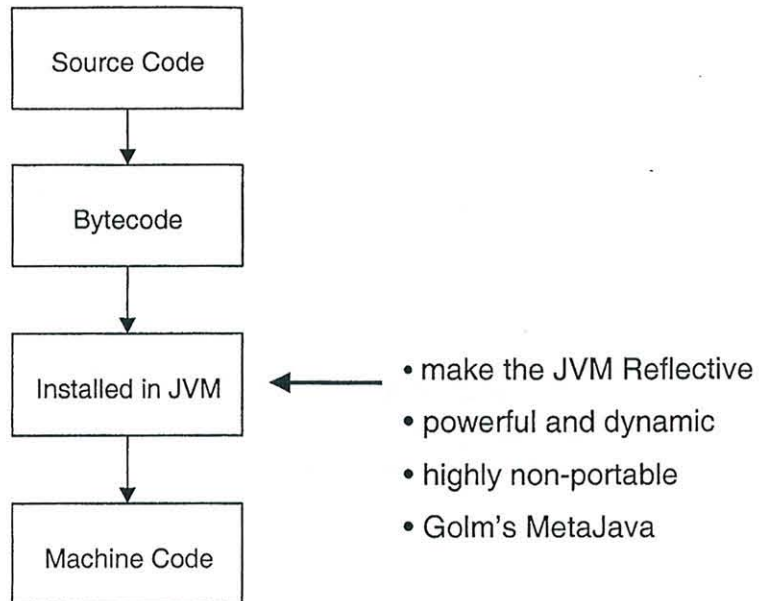 Source Code
Bytecode
Installed in JVM
• make the JVM Reflective
• powerful and dynamic
• highly non-portable
• Golm's MetaJava
Machine Code